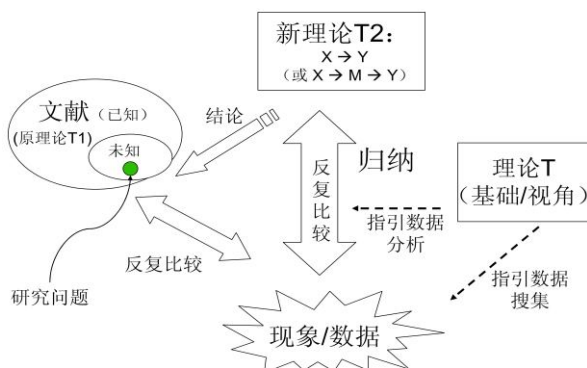 新理论T2：
X → Y
（或 X → M → Y）
文献（已知）
(原理论T1)
未知
结论
反复比较
归纳
理论T
（基础/视角）
指引数据
分析
反复比较
指引数据
搜集
研究问题
现象/数据